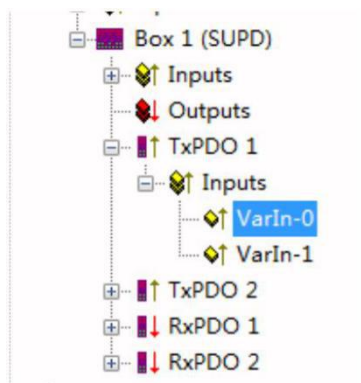 Box 1 (SUPD)
Inputs
Outputs
TxPDO 1
Inputs
VarIn-0
VarIn-1
TxPDO 2
RxPDO 1
RxPDO 2